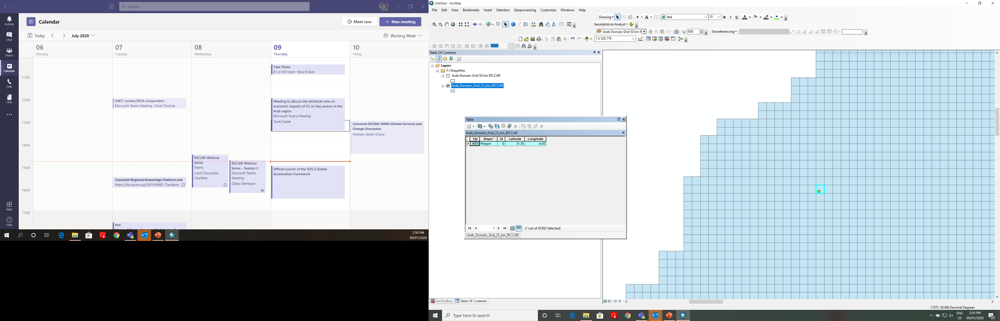 Search
Activity
Chat
Teams
Calendar
Calls
Files
Apps
Help
Calendar
Meet now
New meeting
Today
July 2020
Working Week
06
Monday
07
Tuesday
08
Wednesday
09
Thursday
10
Friday
11:00
12:00
13:00
14:00
15:00
16:00
17:00
UNCT Jordan/DESA Cooperation
Microsoft Teams Meeting David Thomas
Canceled: Regional Knowledge Platform and
https://fao.zoom.us/j/561554680 Davidson,
test
RICCAR Webinar
Series
Teams
Carol Chouchani
Cherfane
RICCAR Webinar
Series – Session 2
Microsoft Teams
Meeting
Olana Demessie
Take Photo
B1 in VIP room Mira El Bizri
Meeting to discuss the technical note on
economic impacts of CC on key sectors in the
Arab region
Microsoft Teams Meeting
Tarek Sadek
Official Launch of the SDG 6 Global
Acceleration Framework
Canceled: ESCWA-WMO Climate Services and
Change Discussion
Hesham Abdel Ghany
2:50 PM
09/07/2020
Untitled - ArcMap
File Edit View Bookmarks Insert Selection Geoprocessing Customize Windows Help
Drawing
Arial
10
B I U
Geostatistical Analyst
Arab Domain Grid 50 km R
500
Georeferencing
1:3,120,779
Table Of Contents
Layers
F:\Shapefiles
Arab Domain Grid 50 km RICCAR
Arab_Domain_Grid_25_km_RICCAR
Table
Arab_Domain_Grid_25_km_RICCAR
FID Shape * Id Latitude Longitude
4654 Polygon 0 31.35 -6.05
1
(1 out of 63582 Selected)
Arab_Domain_Grid_25_km_RICCAR
ArcToolbox
Table Of Contents
-7.975 29.968 Decimal Degrees
Type here to search
ENG
US
2:50 PM
09/07/2020
22